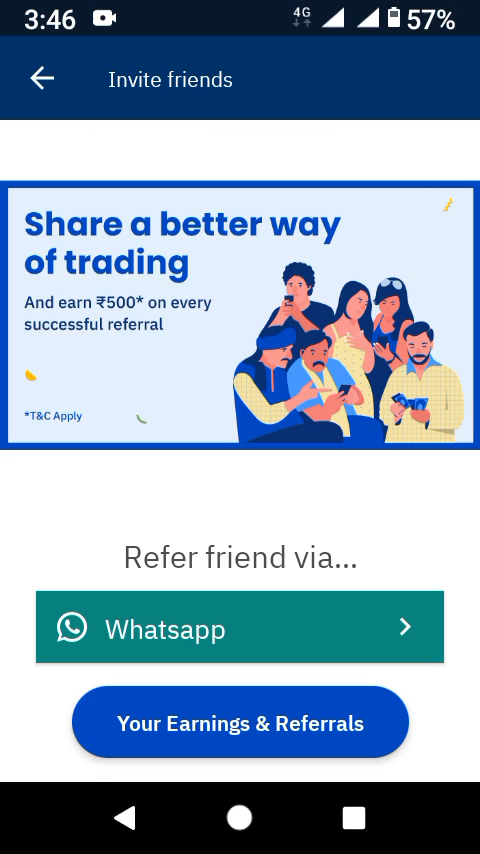 3:46
4G
57%
Invite friends
Share a better way
of trading
And earn ₹500* on every
successful referral
*T&C Apply
Refer friend via...
Whatsapp
Your Earnings & Referrals